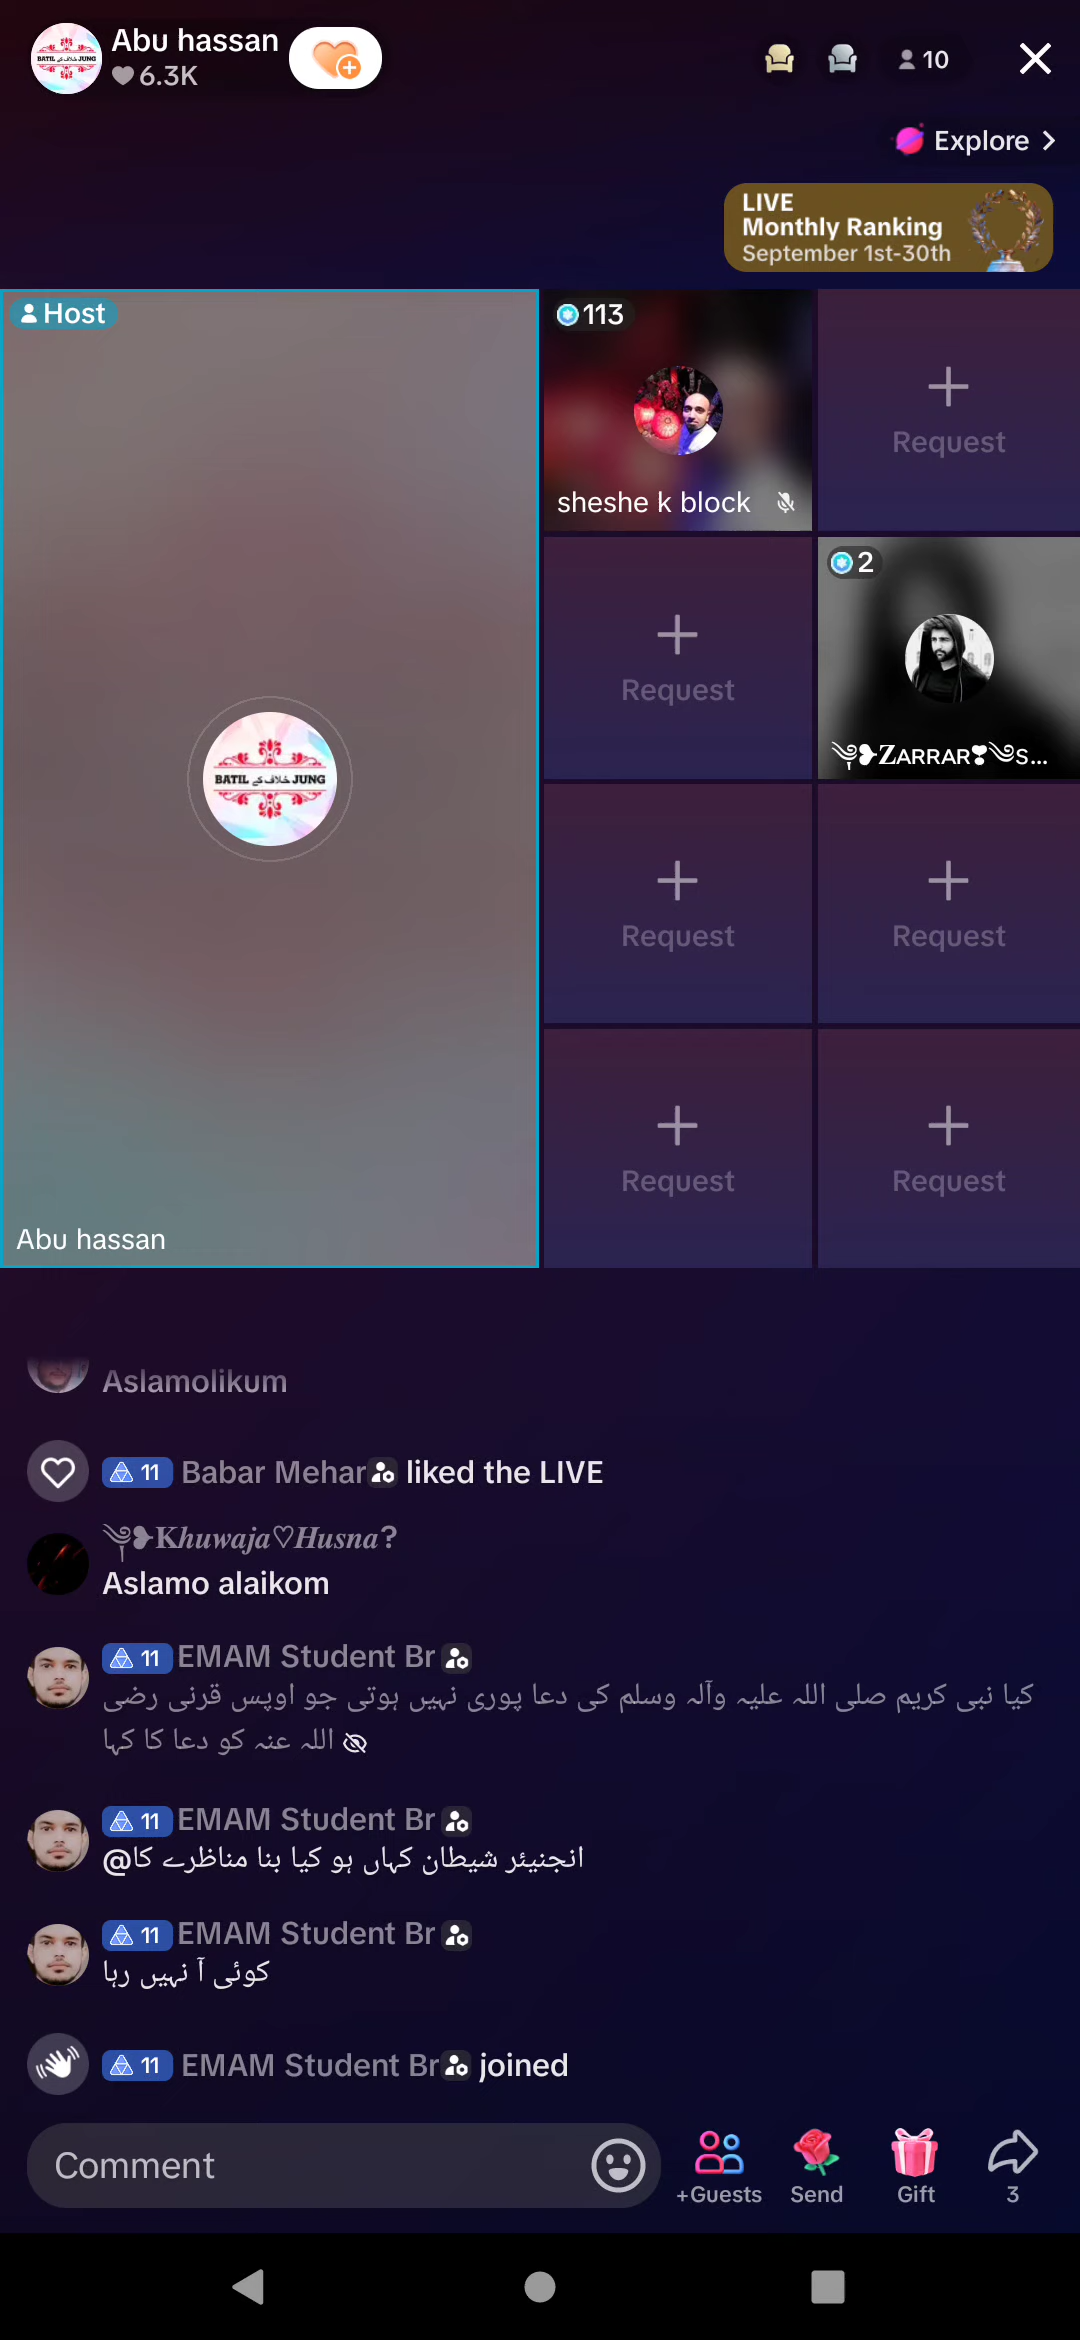 Abu hassan
6.3K
10
Explore
LIVE
Monthly Ranking
September 1st-30th
Host
113
sheshe k block
Request
Request
2
ZARRAR❣༄S...
BATIL خلاف کے JUNG
Request
Request
Request
Request
Abu hassan
Aslamolikum
11 Babar Mehar liked the LIVE
༆❥Khuwaja♡Husna?
Aslamo alaikom
11 EMAM Student Br
کیا نبی کریم صلی اللہ علیہ وآلہ وسلم کی دعا پوری نہیں ہوتی جو اویس قرنی رضی
اللہ عنہ کو دعا کا کہا
11 EMAM Student Br
@انجنیئر شیطان کہاں ہو کیا بنا مناظرے کا
11 EMAM Student Br
کوئی آ نہیں رہا
11 EMAM Student Br joined
Comment
+Guests
Send
Gift
3